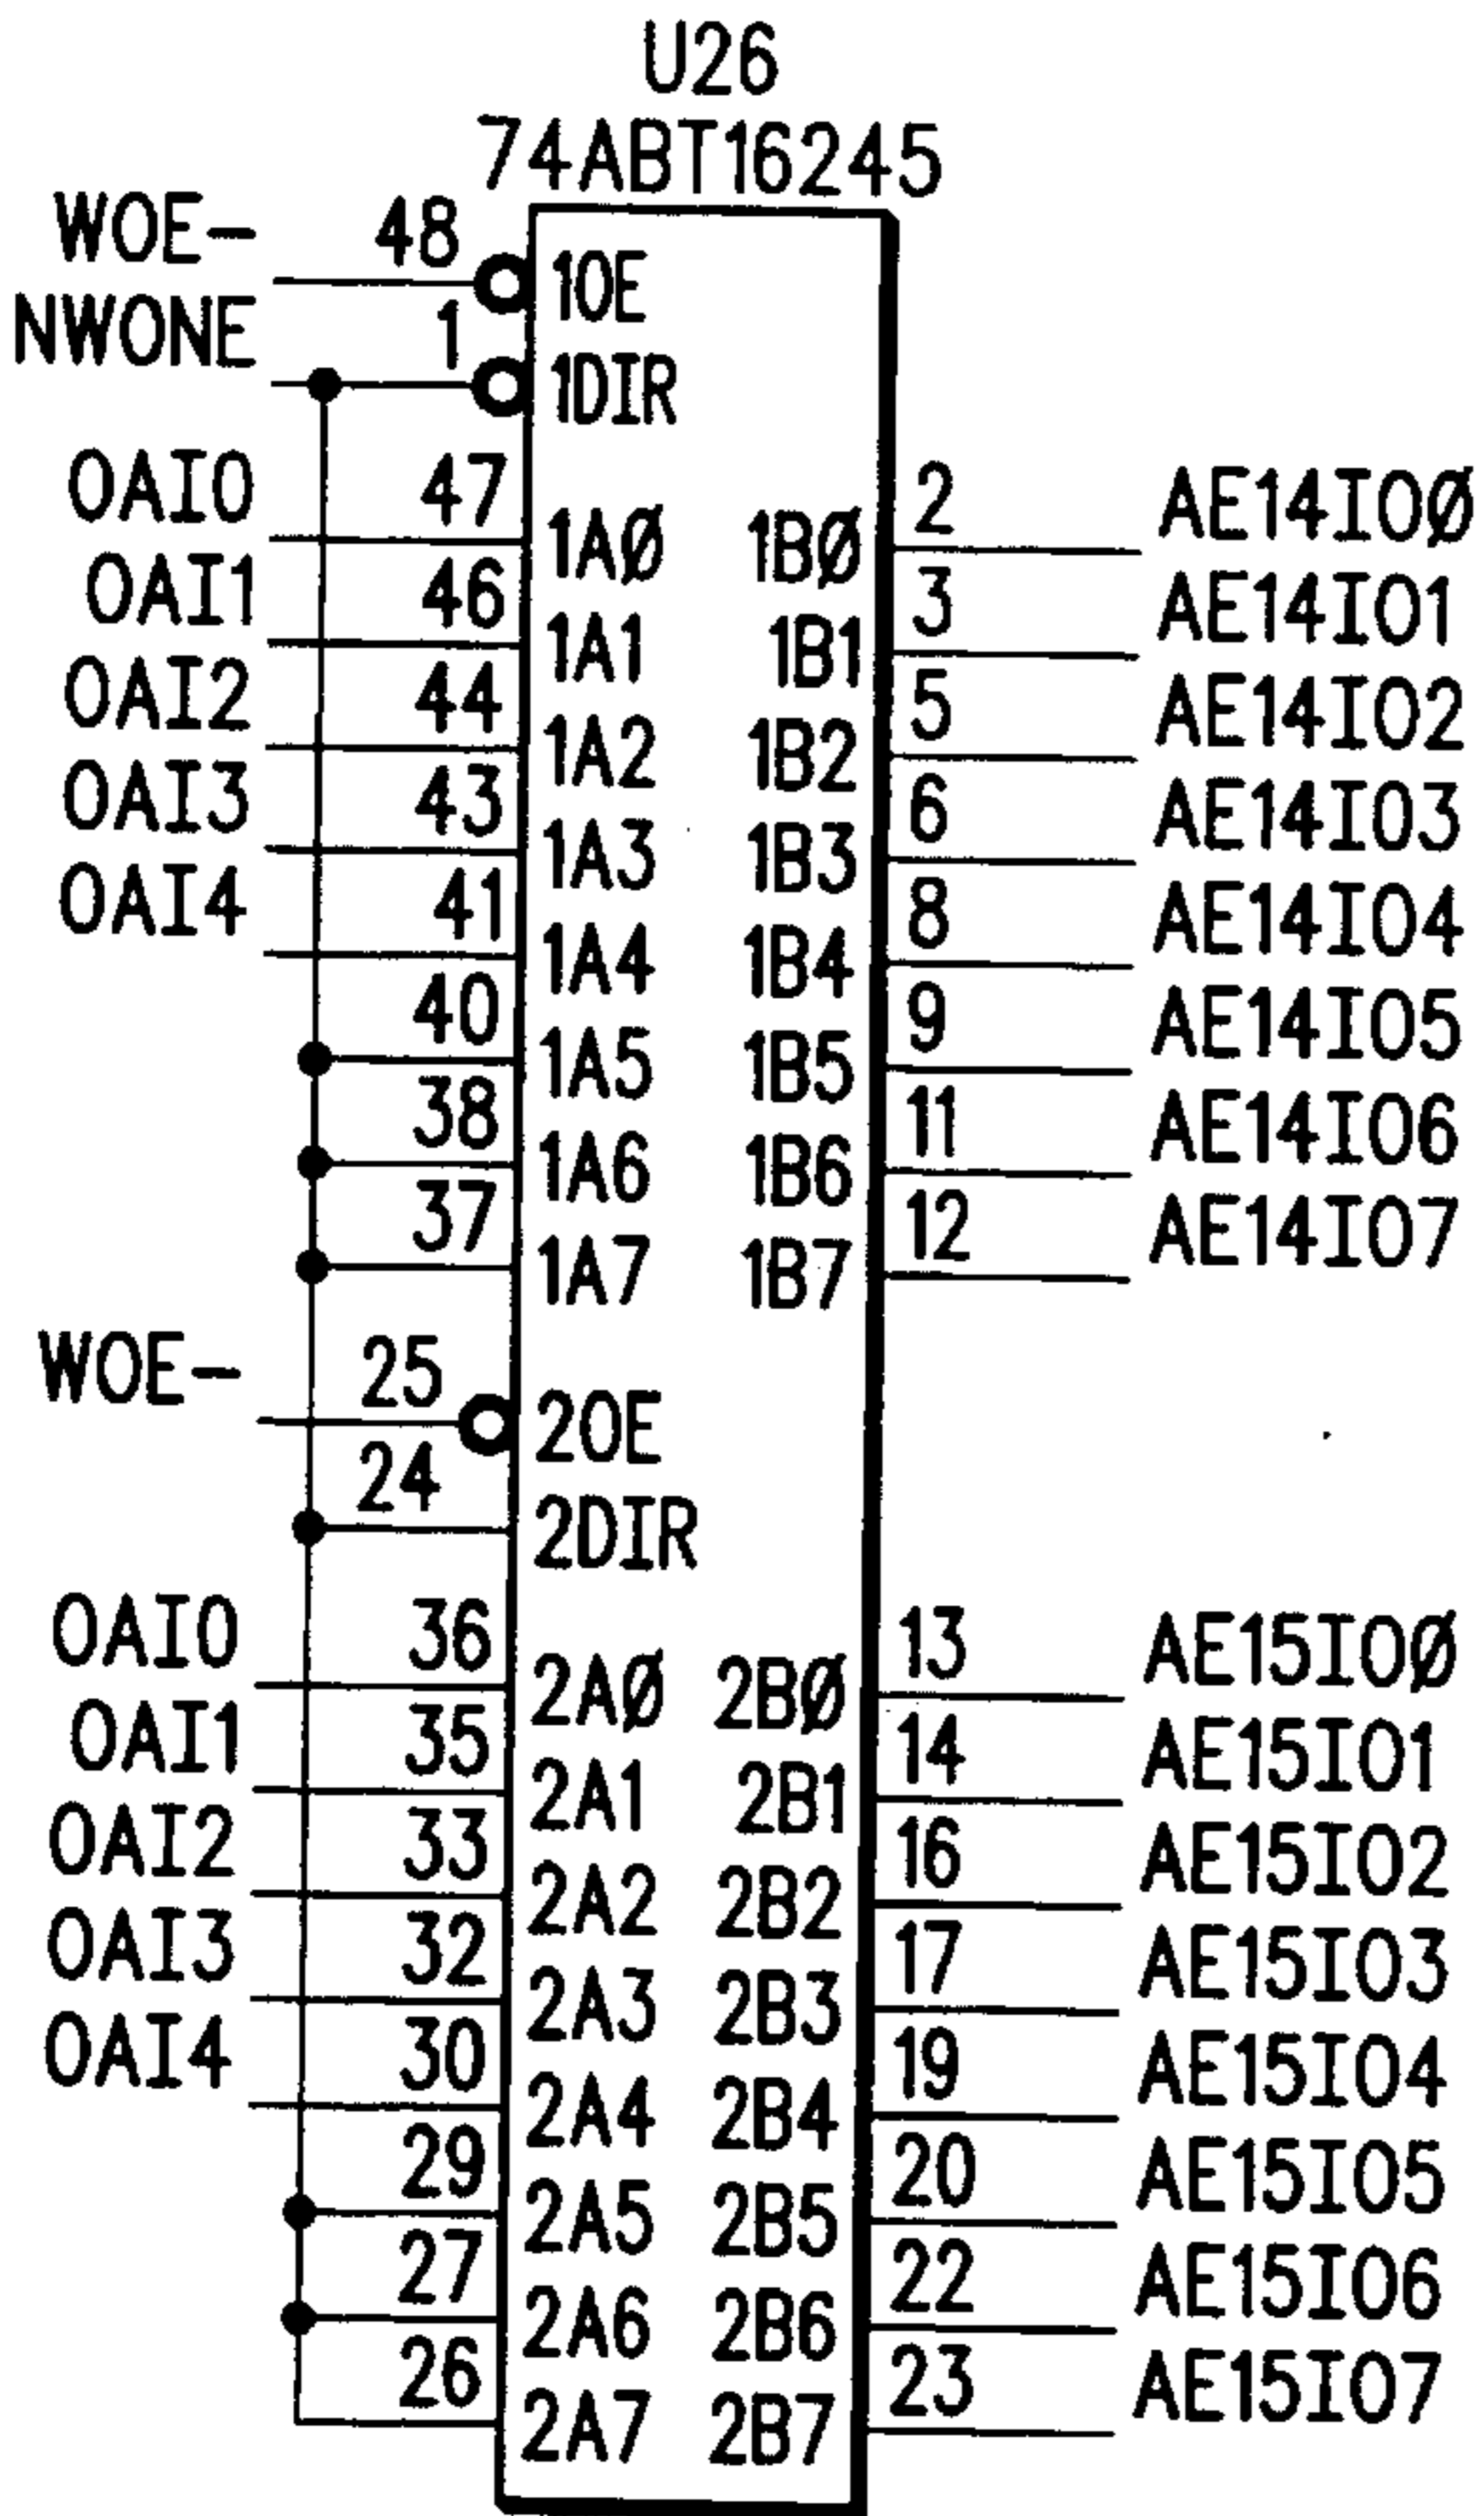 U26
74ABT16245
WOE- 48 1OE
NWONE 1 1DIR
OAI0 47 1AØ 1BØ 2 AE14IOØ
OAI1 46 1A1 1B1 3 AE14IO1
OAI2 44 1A2 1B2 5 AE14IO2
OAI3 43 1A3 1B3 6 AE14IO3
OAI4 41 1A4 1B4 8 AE14IO4
40 1A5 1B5 9 AE14IO5
38 1A6 1B6 11 AE14IO6
37 1A7 1B7 12 AE14IO7
WOE- 25 2OE
24 2DIR
OAI0 36 2AØ 2BØ 13 AE15IOØ
OAI1 35 2A1 2B1 14 AE15IO1
OAI2 33 2A2 2B2 16 AE15IO2
OAI3 32 2A3 2B3 17 AE15IO3
OAI4 30 2A4 2B4 19 AE15IO4
29 2A5 2B5 20 AE15IO5
27 2A6 2B6 22 AE15IO6
26 2A7 2B7 23 AE15IO7